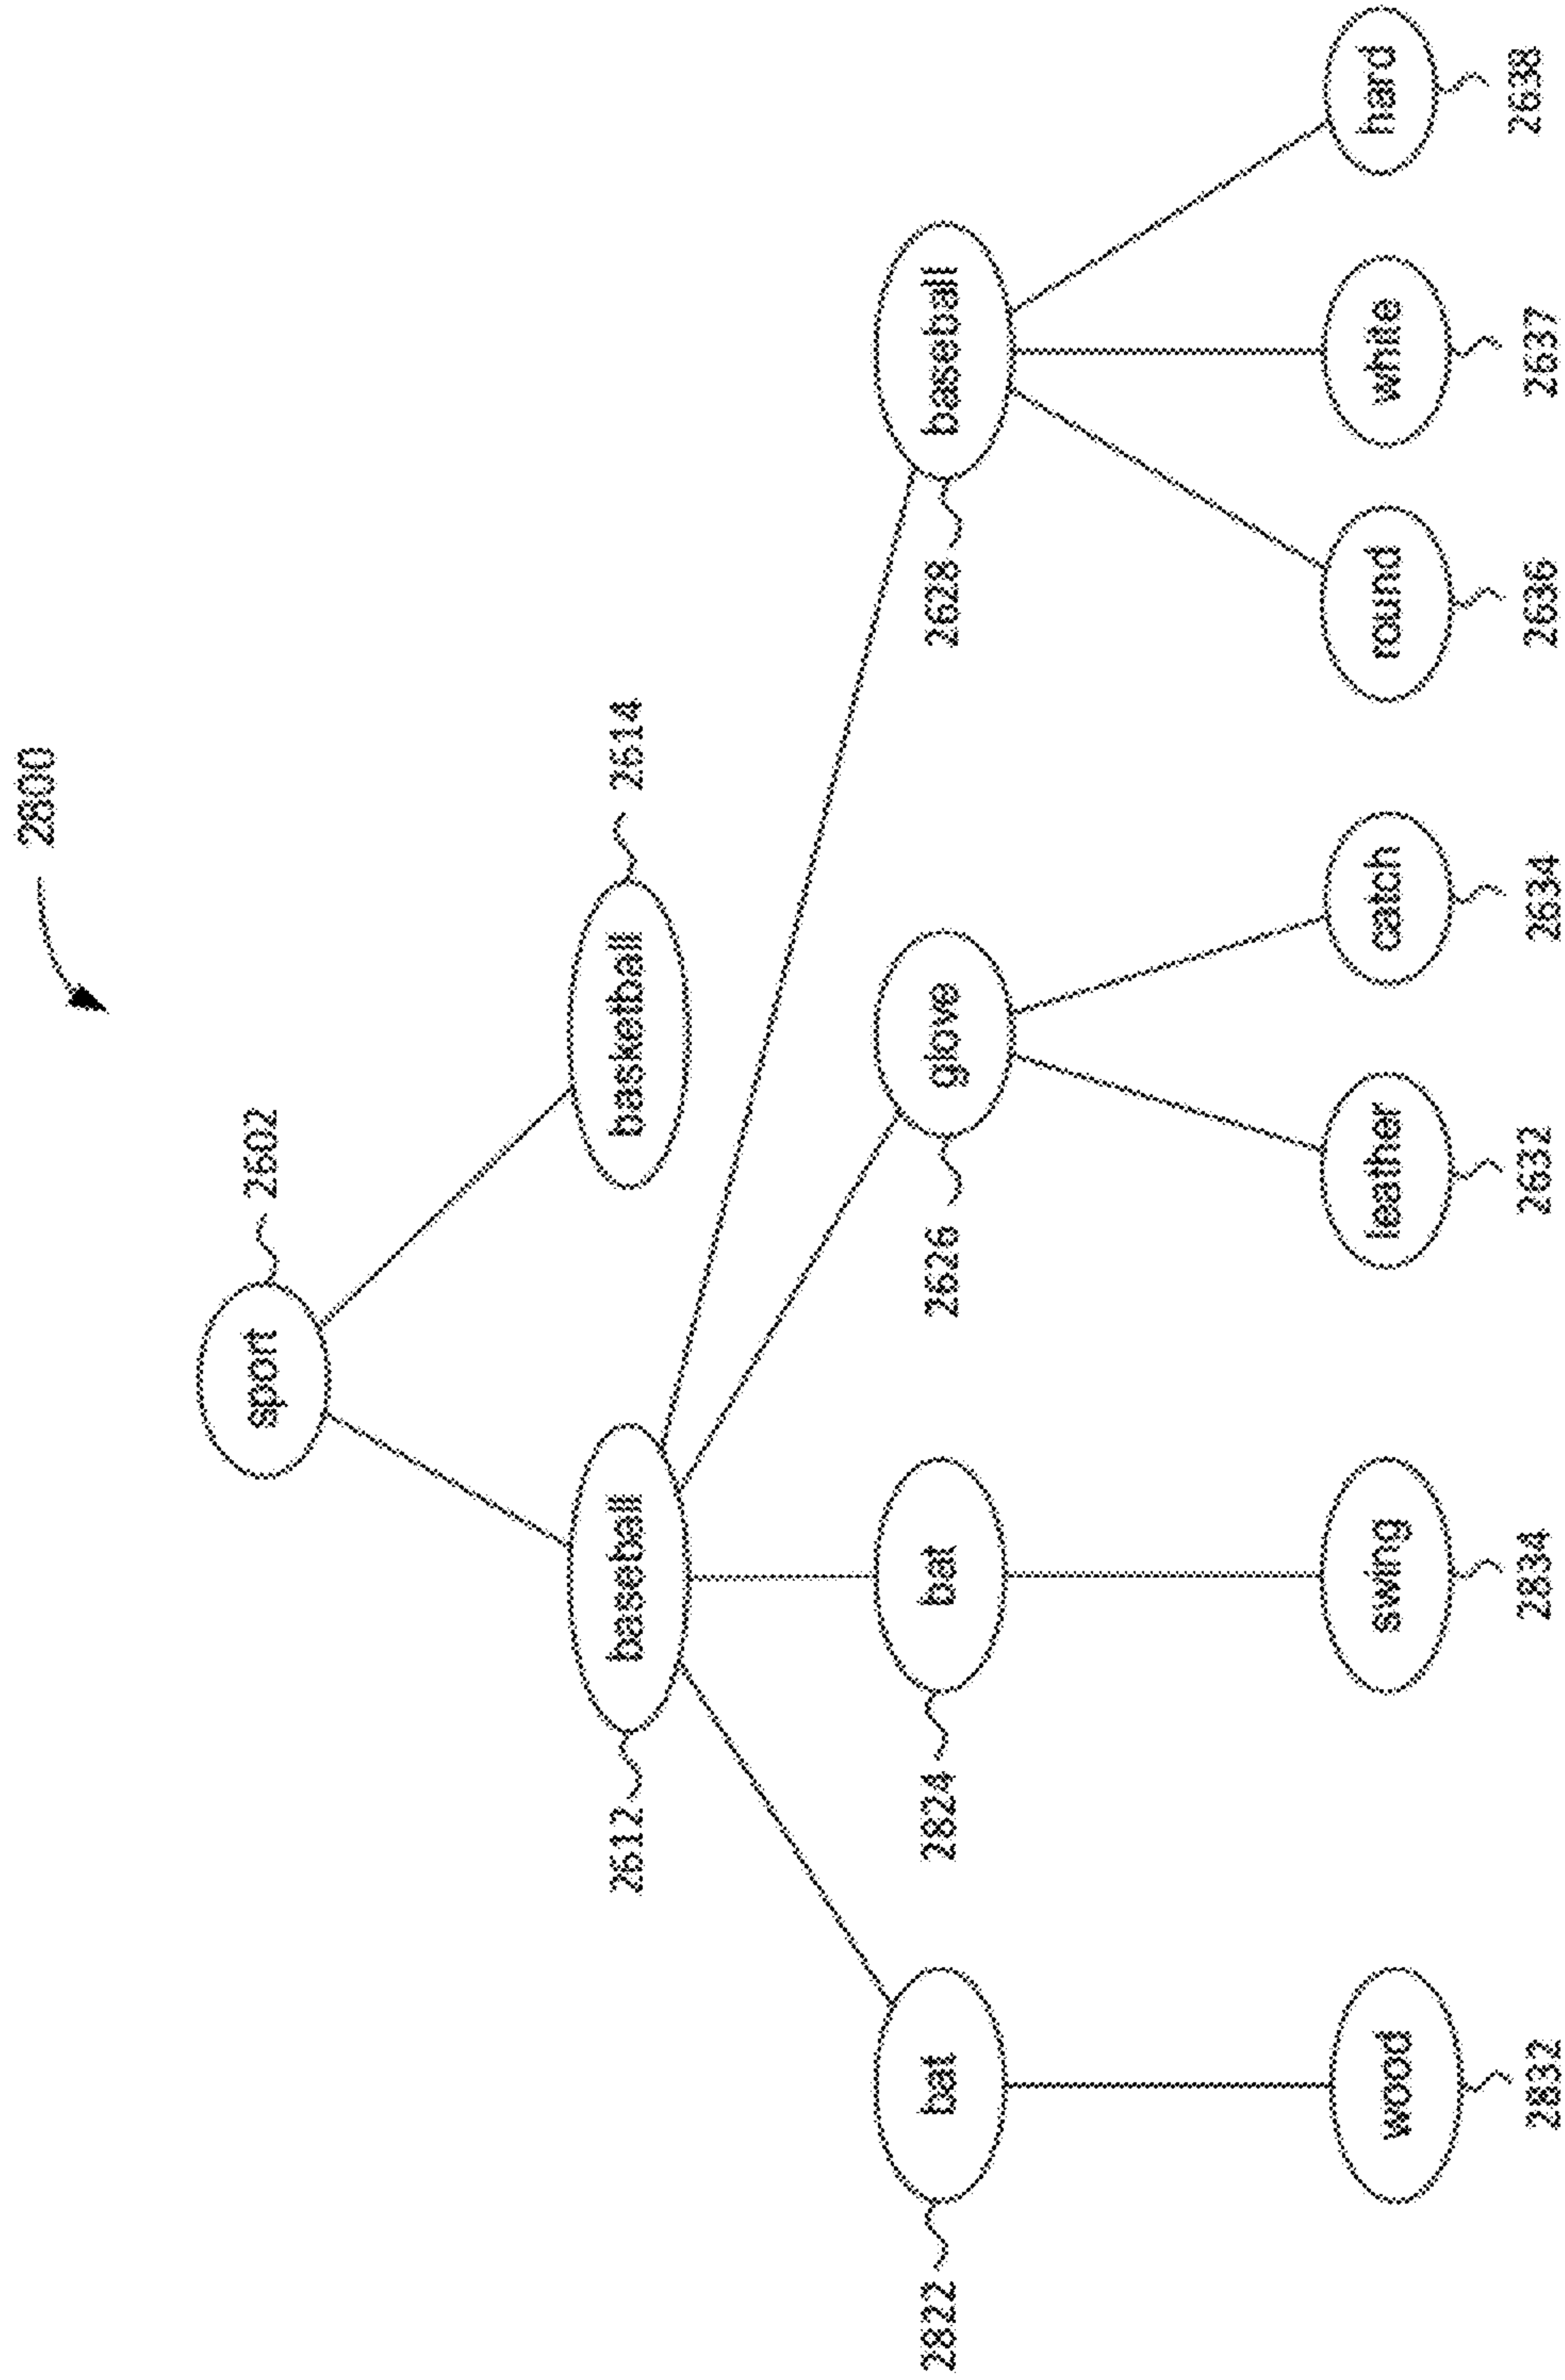 2800
sport
2602
2612
baseball
basketball
2614
2822
bat
2824
bat
2626
glove
2628
baseball
wood
swing
leather
catch
round
white
hard
2832
2834
2632
2634
2636
2637
2638